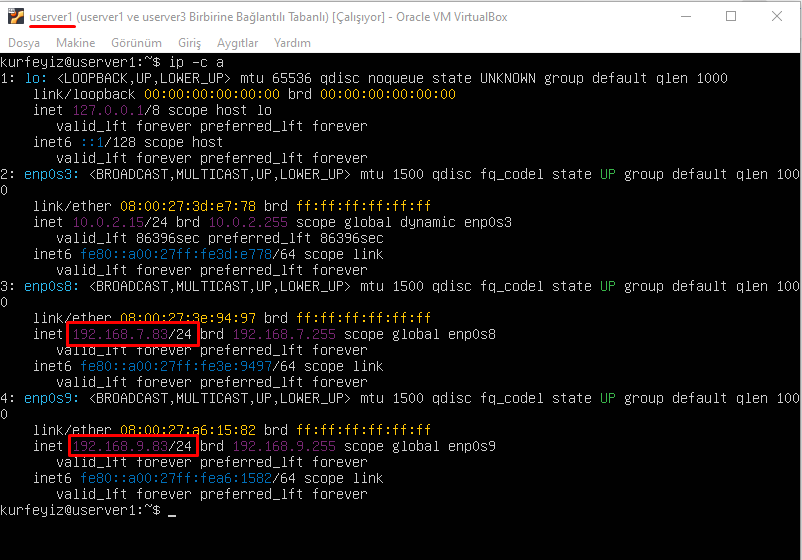 userver1 (userver1 ve userver3 Birbirine Bağlantılı Tabanlı) [Çalışıyor] - Oracle VM VirtualBox
Dosya Makine Görünüm Giriş Aygıtlar Yardım
kurfeyiz@userver1:~$ ip -c a
1: lo: <LOOPBACK,UP,LOWER_UP> mtu 65536 qdisc noqueue state UNKNOWN group default qlen 1000
    link/loopback 00:00:00:00:00:00 brd 00:00:00:00:00:00
    inet 127.0.0.1/8 scope host lo
       valid_lft forever preferred_lft forever
    inet6 ::1/128 scope host
       valid_lft forever preferred_lft forever
2: enp0s3: <BROADCAST,MULTICAST,UP,LOWER_UP> mtu 1500 qdisc fq_codel state UP group default qlen 100
0
    link/ether 08:00:27:3d:e7:78 brd ff:ff:ff:ff:ff:ff
    inet 10.0.2.15/24 brd 10.0.2.255 scope global dynamic enp0s3
       valid_lft 86396sec preferred_lft 86396sec
    inet6 fe80::a00:27ff:fe3d:e778/64 scope link
       valid_lft forever preferred_lft forever
3: enp0s8: <BROADCAST,MULTICAST,UP,LOWER_UP> mtu 1500 qdisc fq_codel state UP group default qlen 100
0
    link/ether 08:00:27:3e:94:97 brd ff:ff:ff:ff:ff:ff
    inet 192.168.7.83/24 brd 192.168.7.255 scope global enp0s8
       valid_lft forever preferred_lft forever
    inet6 fe80::a00:27ff:fe3e:9497/64 scope link
       valid_lft forever preferred_lft forever
4: enp0s9: <BROADCAST,MULTICAST,UP,LOWER_UP> mtu 1500 qdisc fq_codel state UP group default qlen 100
0
    link/ether 08:00:27:a6:15:82 brd ff:ff:ff:ff:ff:ff
    inet 192.168.9.83/24 brd 192.168.9.255 scope global enp0s9
       valid_lft forever preferred_lft forever
    inet6 fe80::a00:27ff:fea6:1582/64 scope link
       valid_lft forever preferred_lft forever
kurfeyiz@userver1:~$ _